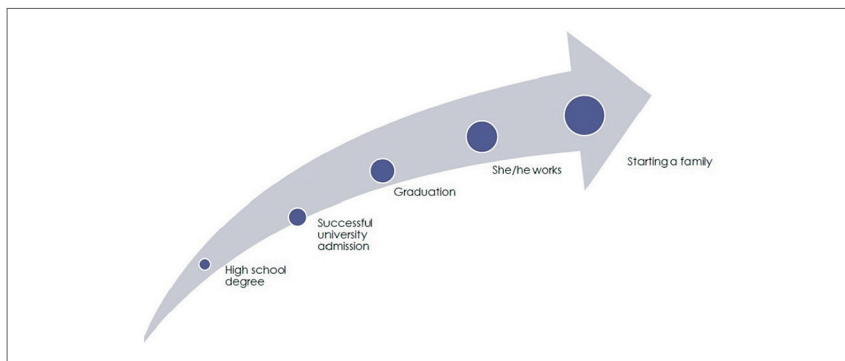 High school
degree
Successful
university
admission
Graduation
She/he works
Starting a family